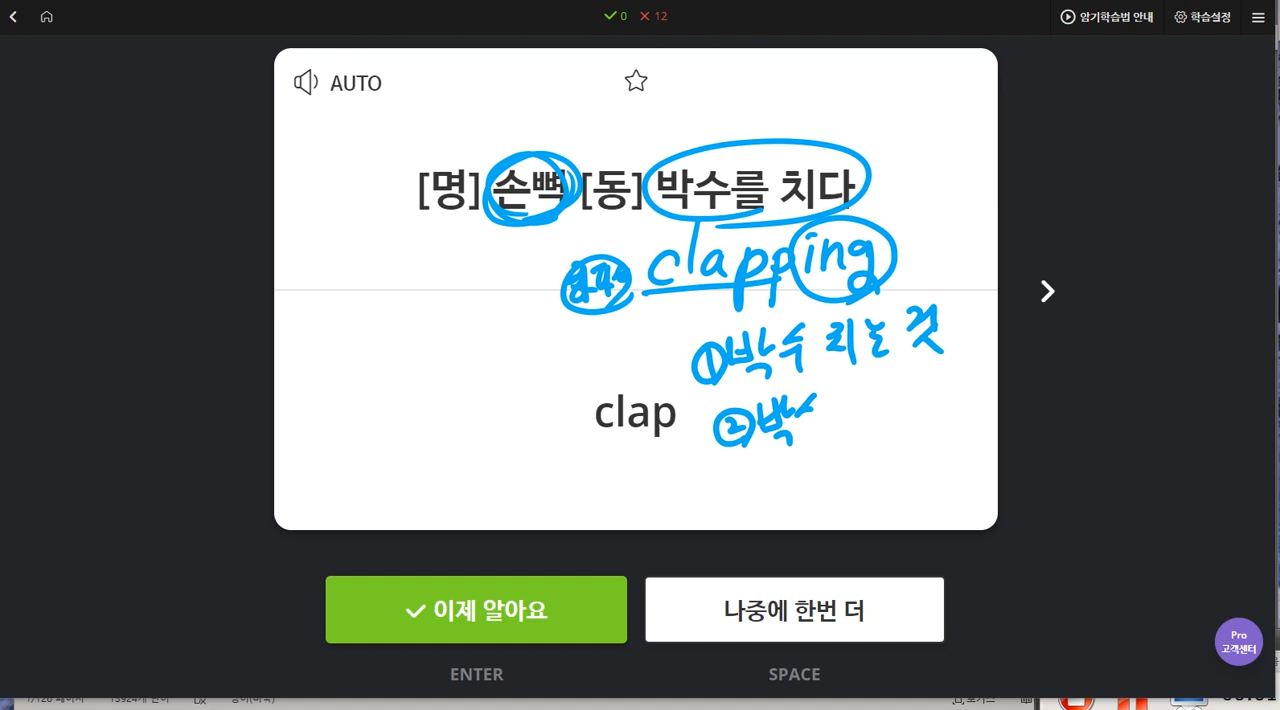 0 12
암기학습법 안내 학습설정
AUTO
[명] 손뼉 [동] 박수를 치다
clapping
①박수 치는 것
clap
②박수
이제 알아요
나중에 한번 더
ENTER
SPACE
Pro
고객센터